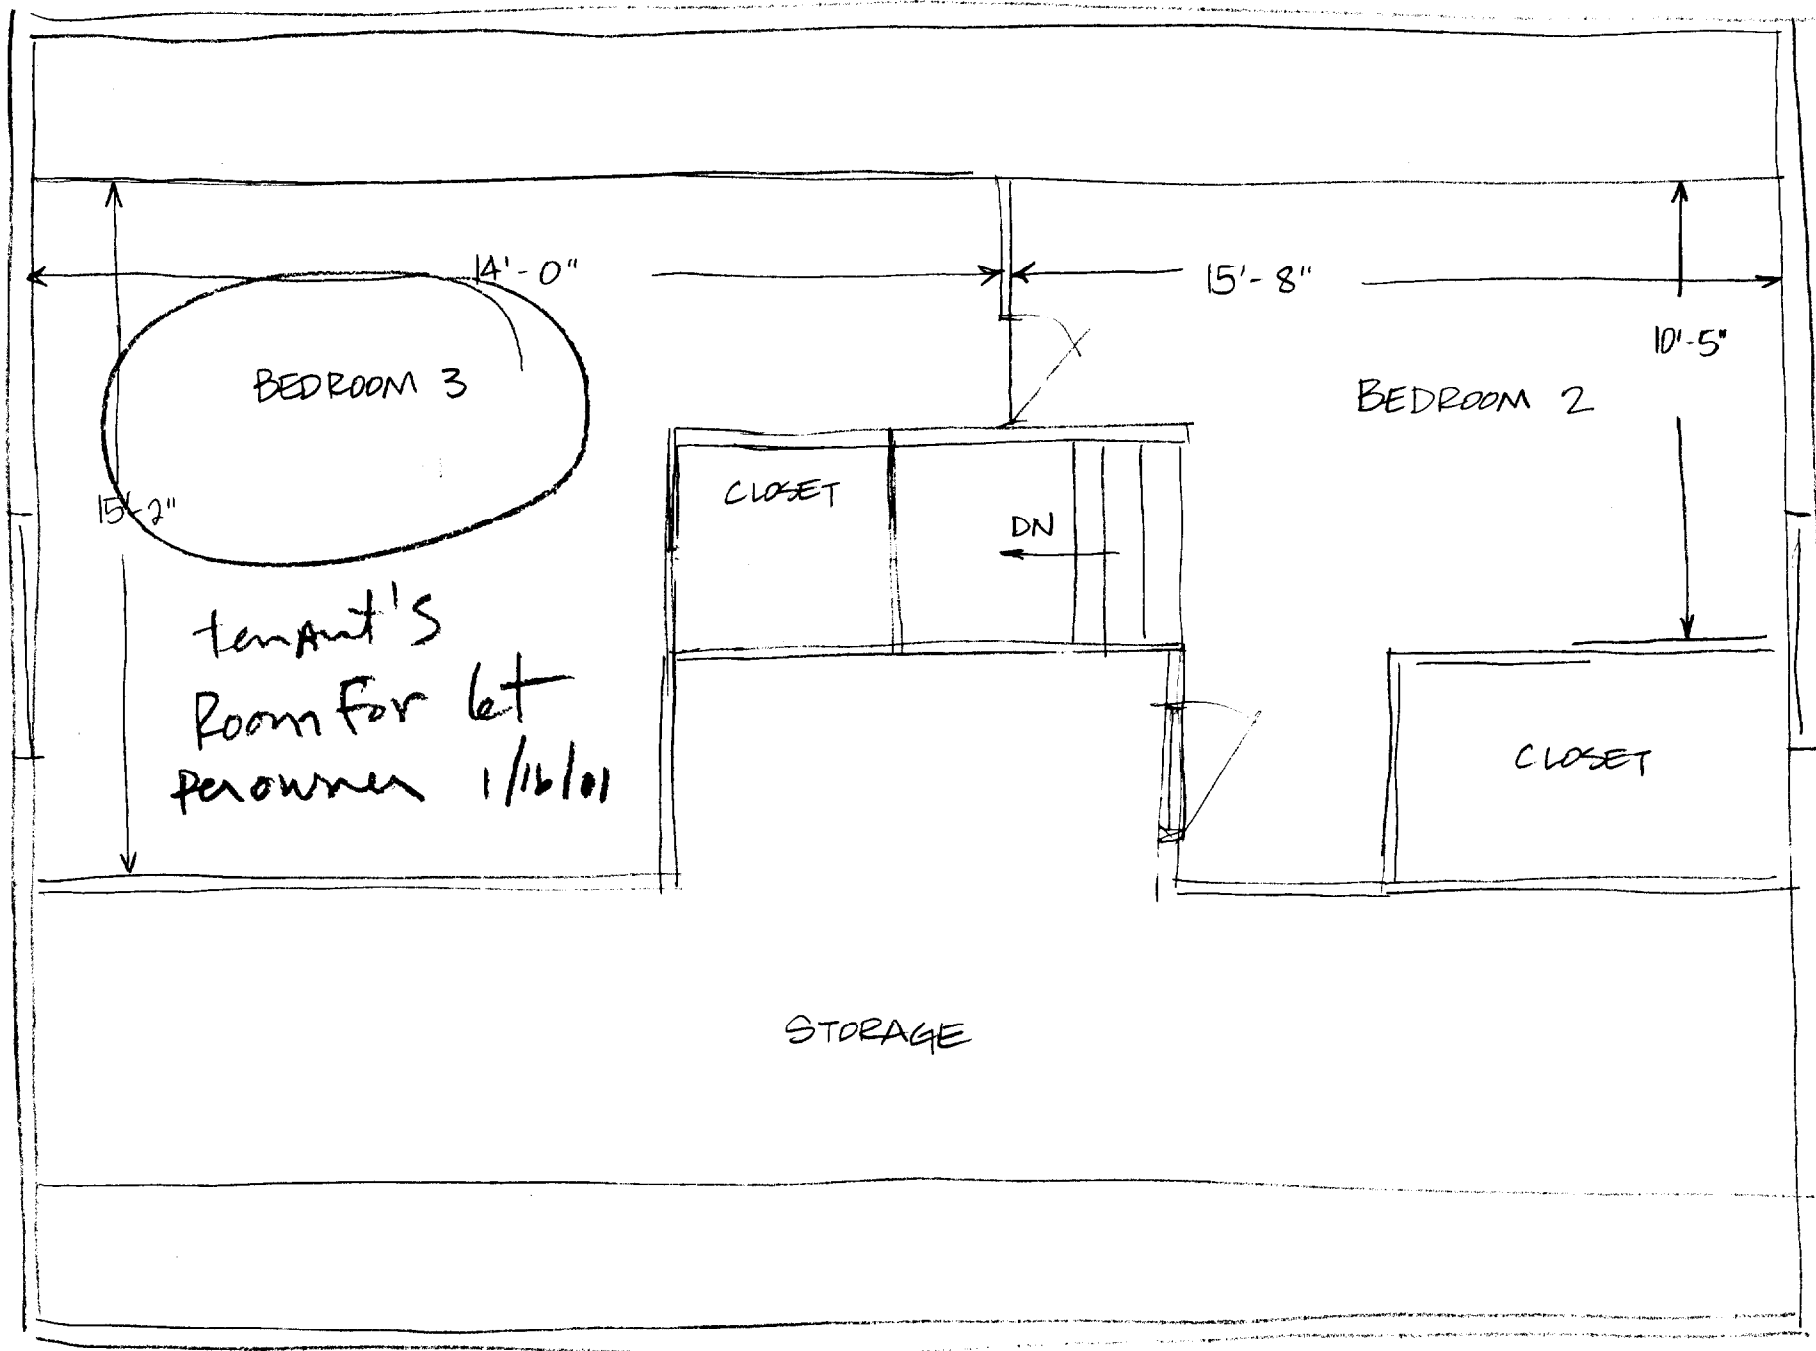 14'-0"
15'-8"
10'-5"
BEDROOM 3
BEDROOM 2
CLOSET
15'-2"
DN
tenant's
Room For let
per owner 1/16/01
CLOSET
STORAGE